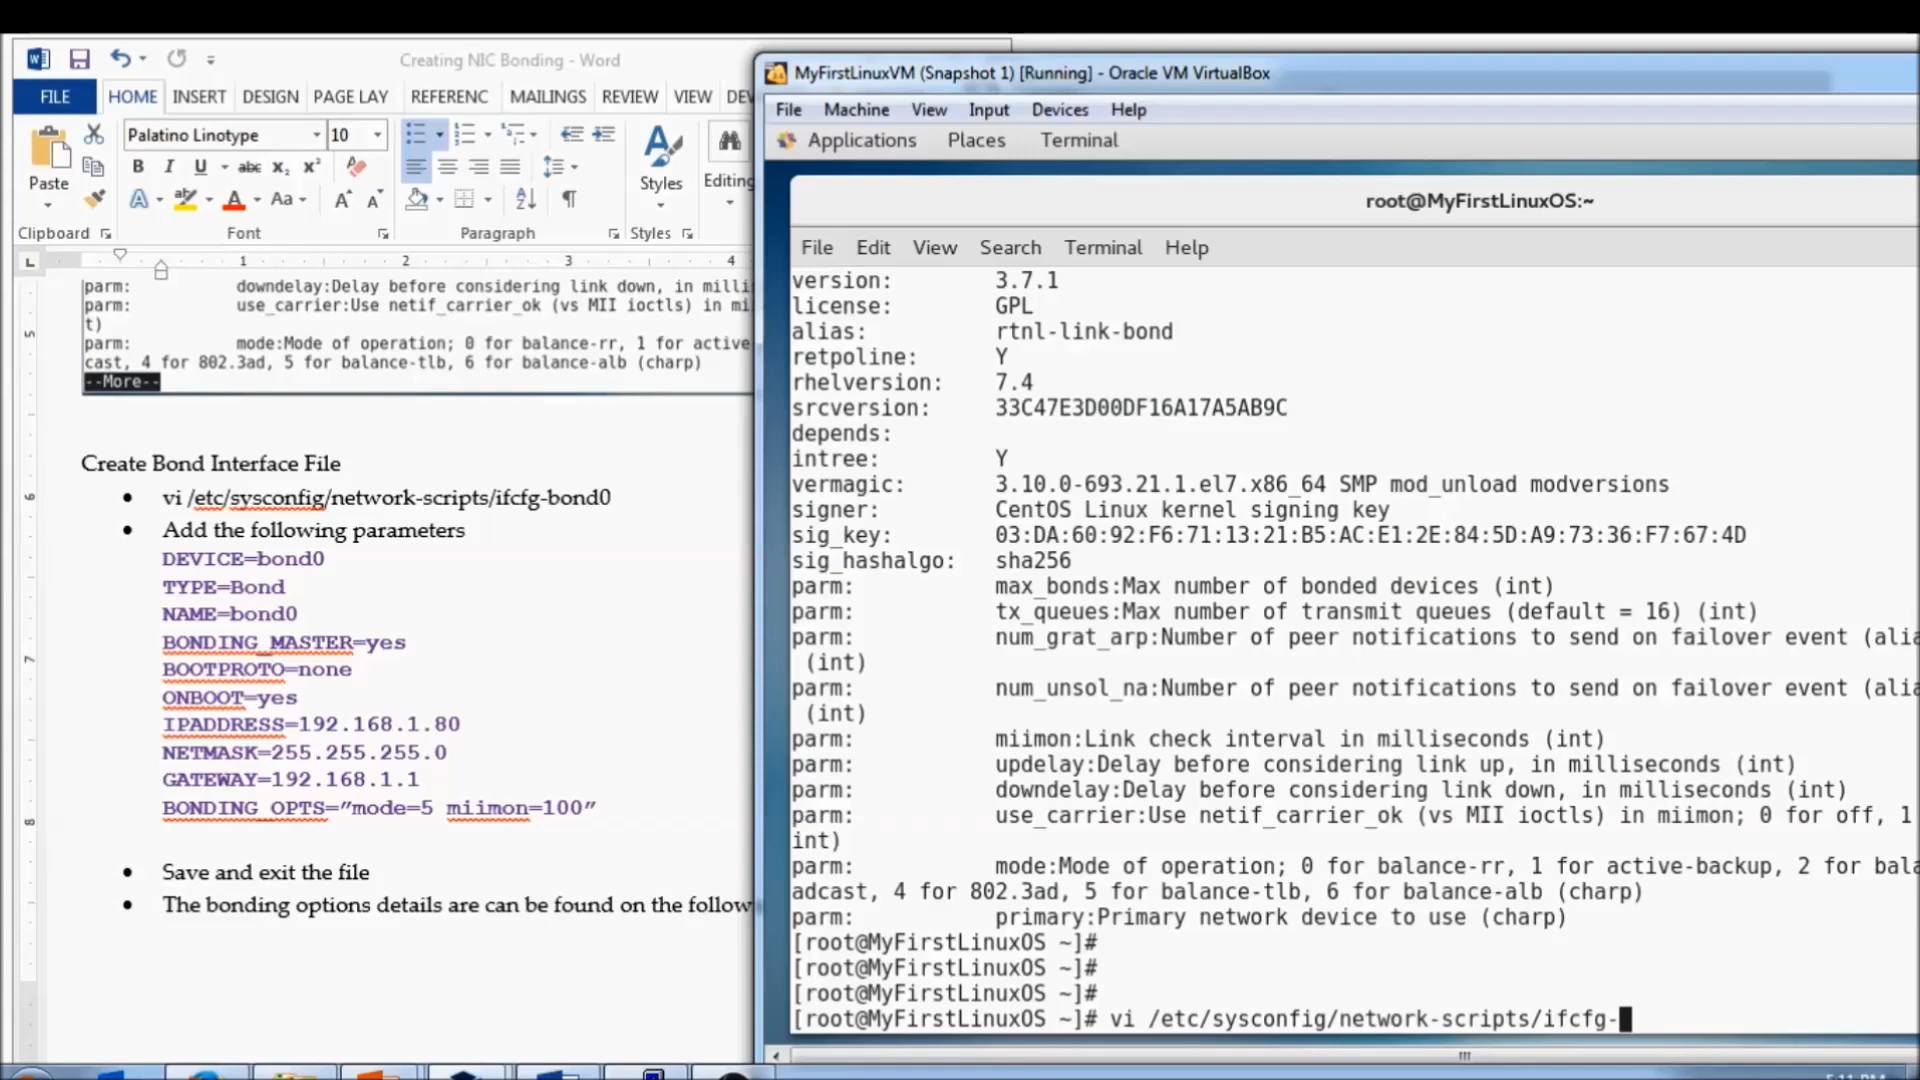 Creating NIC Bonding - Word
FILE HOME INSERT DESIGN PAGE LAY REFERENC MAILINGS REVIEW VIEW DEV
Paste
Palatino Linotype 10
B I U abc x₂ x²
A ab A Aa A A
Styles
Editing
Clipboard Font Paragraph Styles
L 1 2 3 4
5
6
7
8
parm: downdelay:Delay before considering link down, in milli
parm: use_carrier:Use netif_carrier_ok (vs MII ioctls) in mi
t)
parm: mode:Mode of operation; 0 for balance-rr, 1 for active
cast, 4 for 802.3ad, 5 for balance-tlb, 6 for balance-alb (charp)
--More--
Create Bond Interface File
• vi /etc/sysconfig/network-scripts/ifcfg-bond0
• Add the following parameters
DEVICE=bond0
TYPE=Bond
NAME=bond0
BONDING_MASTER=yes
BOOTPROTO=none
ONBOOT=yes
IPADDRESS=192.168.1.80
NETMASK=255.255.255.0
GATEWAY=192.168.1.1
BONDING_OPTS=”mode=5 miimon=100”
• Save and exit the file
• The bonding options details are can be found on the follow
MyFirstLinuxVM (Snapshot 1) [Running] - Oracle VM VirtualBox
File Machine View Input Devices Help
Applications Places Terminal
root@MyFirstLinuxOS:~
File Edit View Search Terminal Help
version: 3.7.1
license: GPL
alias: rtnl-link-bond
retpoline: Y
rhelversion: 7.4
srcversion: 33C47E3D00DF16A17A5AB9C
depends:
intree: Y
vermagic: 3.10.0-693.21.1.el7.x86_64 SMP mod_unload modversions
signer: CentOS Linux kernel signing key
sig_key: 03:DA:60:92:F6:71:13:21:B5:AC:E1:2E:84:5D:A9:73:36:F7:67:4D
sig_hashalgo: sha256
parm: max_bonds:Max number of bonded devices (int)
parm: tx_queues:Max number of transmit queues (default = 16) (int)
parm: num_grat_arp:Number of peer notifications to send on failover event (alia
(int)
parm: num_unsol_na:Number of peer notifications to send on failover event (alia
(int)
parm: miimon:Link check interval in milliseconds (int)
parm: updelay:Delay before considering link up, in milliseconds (int)
parm: downdelay:Delay before considering link down, in milliseconds (int)
parm: use_carrier:Use netif_carrier_ok (vs MII ioctls) in miimon; 0 for off, 1
int)
parm: mode:Mode of operation; 0 for balance-rr, 1 for active-backup, 2 for bala
adcast, 4 for 802.3ad, 5 for balance-tlb, 6 for balance-alb (charp)
parm: primary:Primary network device to use (charp)
[root@MyFirstLinuxOS ~]#
[root@MyFirstLinuxOS ~]#
[root@MyFirstLinuxOS ~]#
[root@MyFirstLinuxOS ~]# vi /etc/sysconfig/network-scripts/ifcfg-